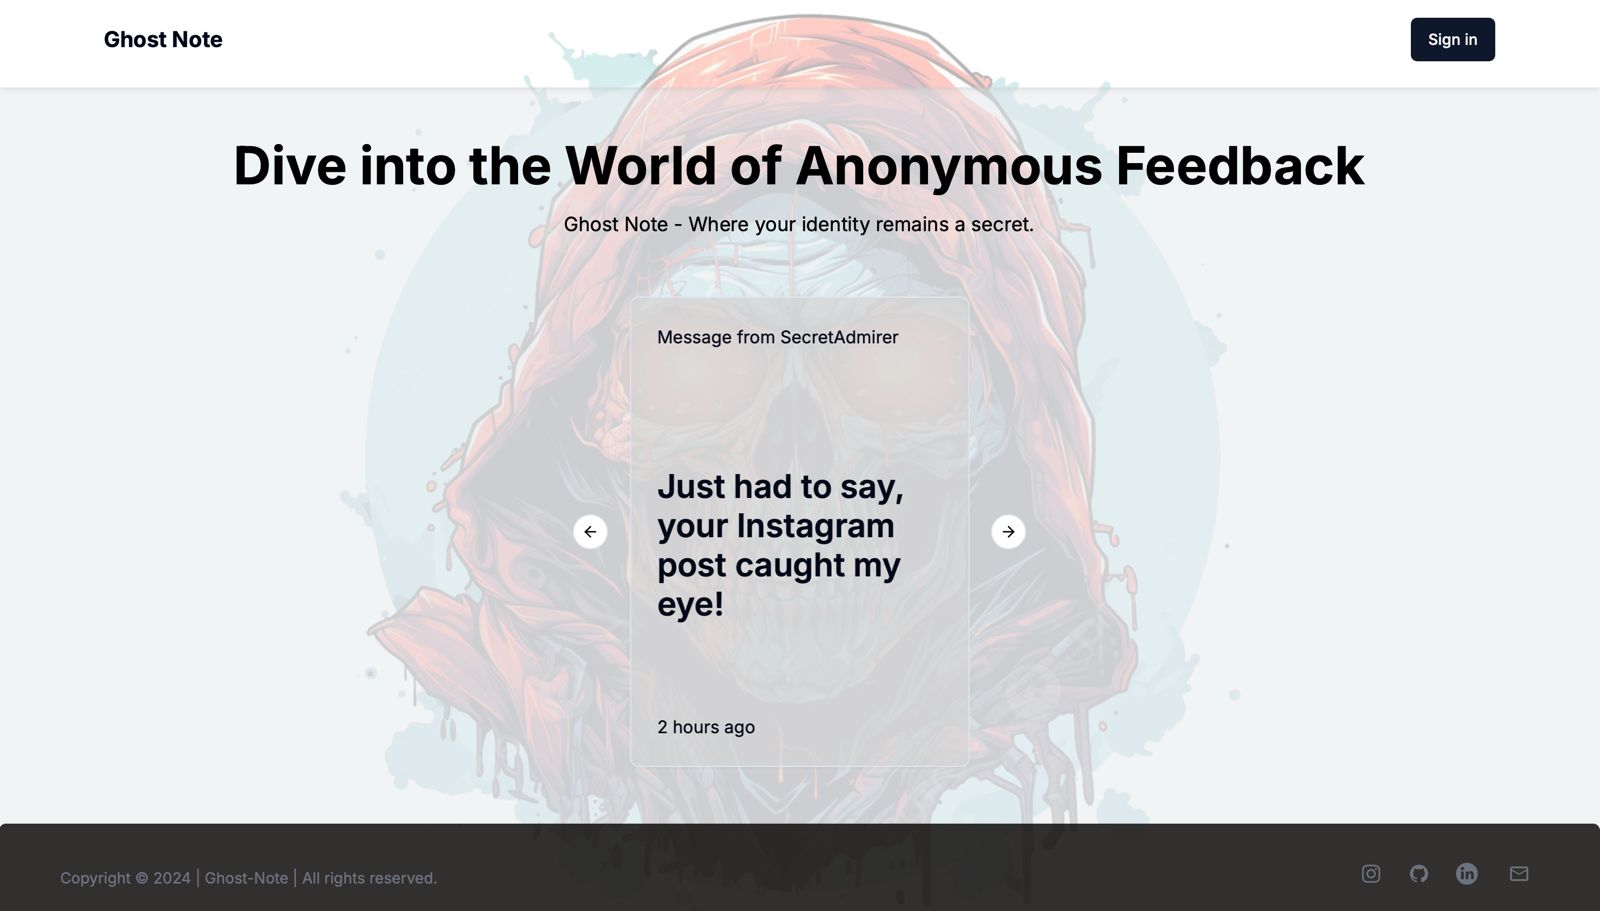 Ghost Note
Sign in
Dive into the World of Anonymous Feedback
Ghost Note - Where your identity remains a secret.
Message from SecretAdmirer
Just had to say,
your Instagram
post caught my
eye!
2 hours ago
Copyright © 2024 | Ghost-Note | All rights reserved.